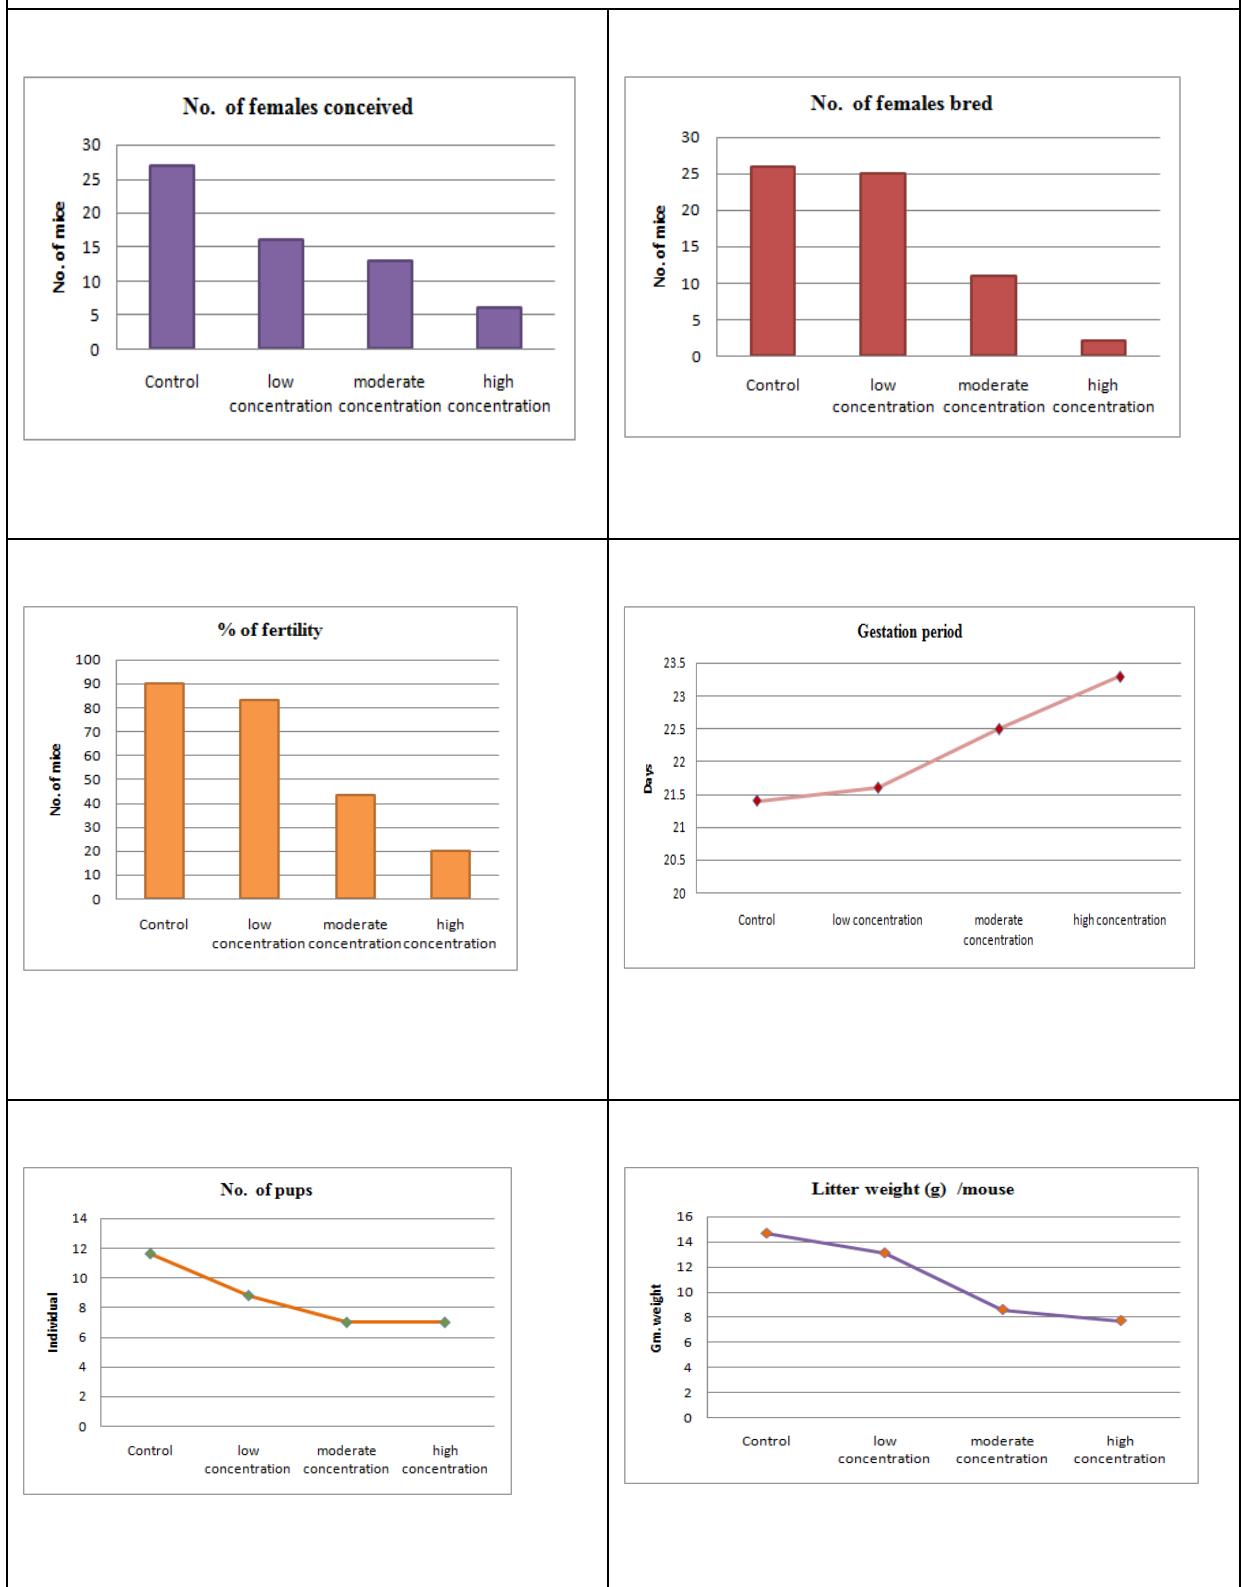 No. of females conceived
No. of mice
30
25
20
15
10
5
0
Control low moderate high
concentration concentration concentration
No. of females bred
No. of mice
30
25
20
15
10
5
0
Control low moderate high
concentration concentration concentration
% of fertility
No. of mice
100
90
80
70
60
50
40
30
20
10
0
Control low moderate high
concentration concentration concentration
Gestation period
Days
23.5
23
22.5
22
21.5
21
20.5
20
Control low concentration moderate high concentration
concentration
No. of pups
Individual
14
12
10
8
6
4
2
0
Control low moderate high
concentration concentration concentration
Litter weight (g) /mouse
Gm. weight
16
14
12
10
8
6
4
2
0
Control low moderate high
concentration concentration concentration